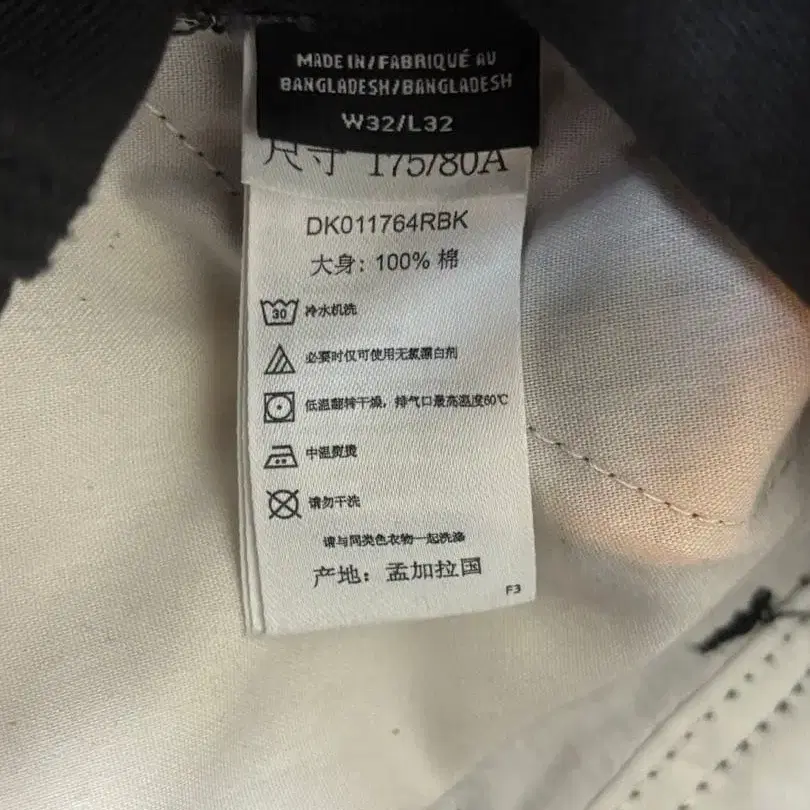 MADE IN/FABRIQUÉ AU
BANGLADESH/BANGLADESH
W32/L32
尺寸 175/80A
DK011764RBK
大身: 100% 棉
30 冷水机洗
必要时仅可使用无氯漂白剂
低温翻转干燥，排气口最高温度60℃
中温熨烫
请勿干洗
请与同类色衣物一起洗涤
产地: 孟加拉国
F3